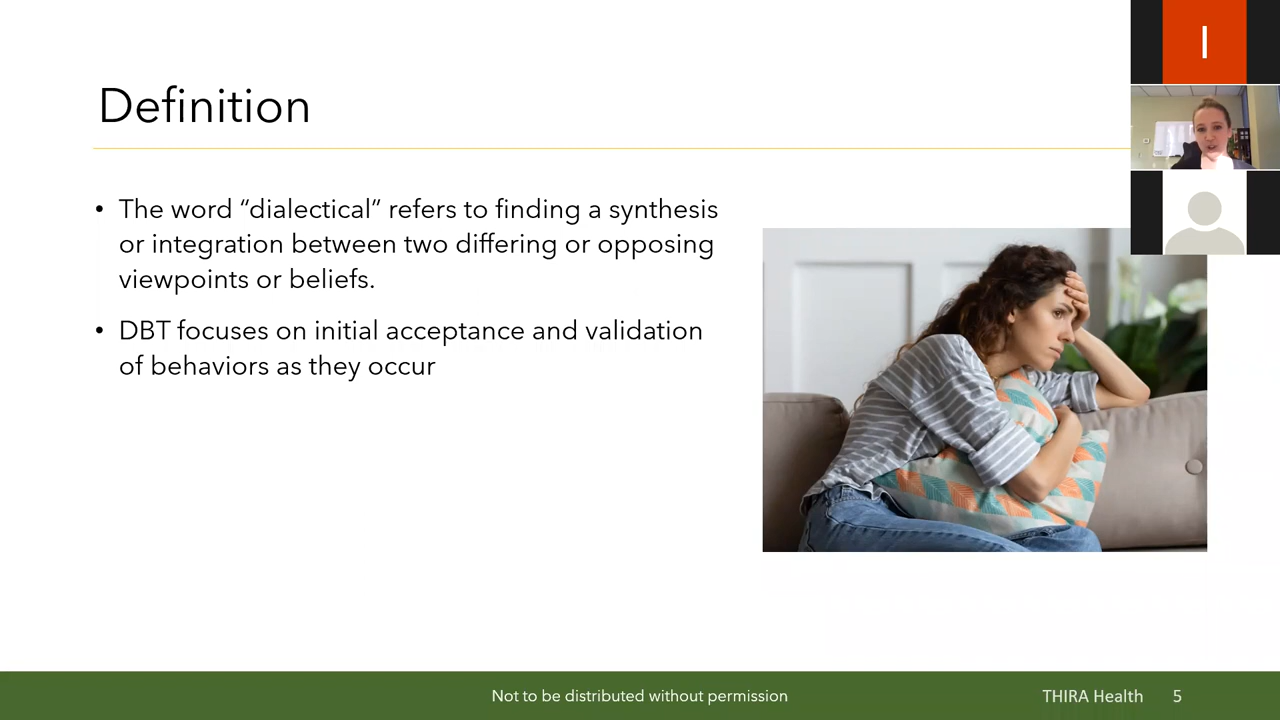 Definition
• The word “dialectical” refers to finding a synthesis
or integration between two differing or opposing
viewpoints or beliefs.
• DBT focuses on initial acceptance and validation
of behaviors as they occur
I
Not to be distributed without permission
THIRA Health 5